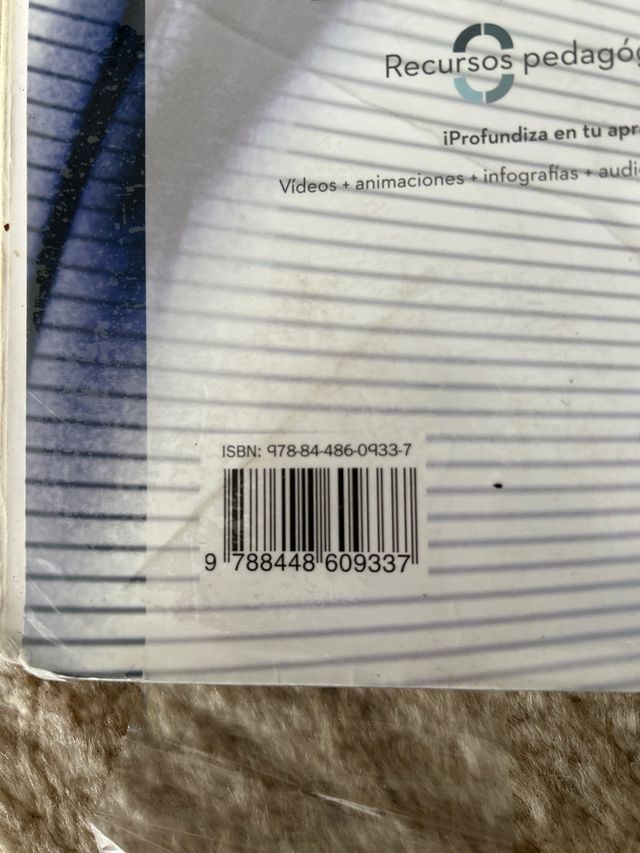 Recursos
¡Profundiza en tu
Vídeos + animaciones + infografías +
ISBN: 978-84-486-0933-7
9 788448 609337